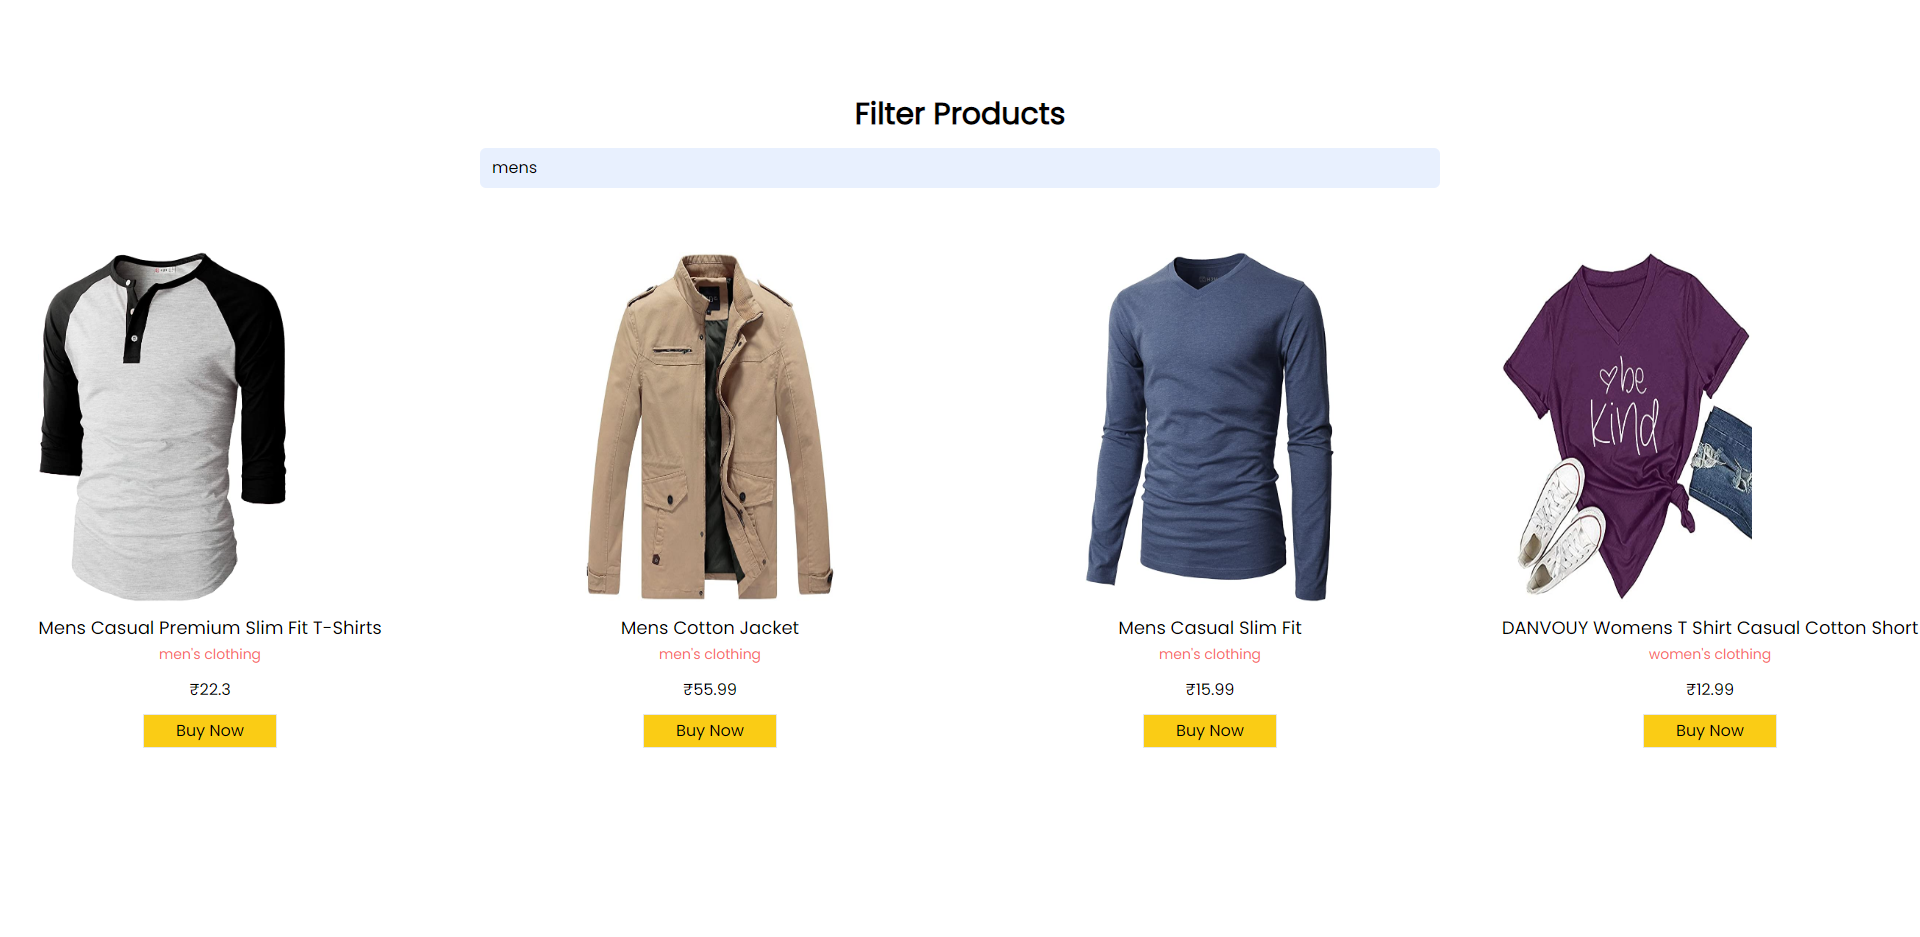 Filter Products
mens
be
kind
Mens Casual Premium Slim Fit T-Shirts
men's clothing
₹22.3
Buy Now
Mens Cotton Jacket
men's clothing
₹55.99
Buy Now
Mens Casual Slim Fit
men's clothing
₹15.99
Buy Now
DANVOUY Womens T Shirt Casual Cotton Short
women's clothing
₹12.99
Buy Now